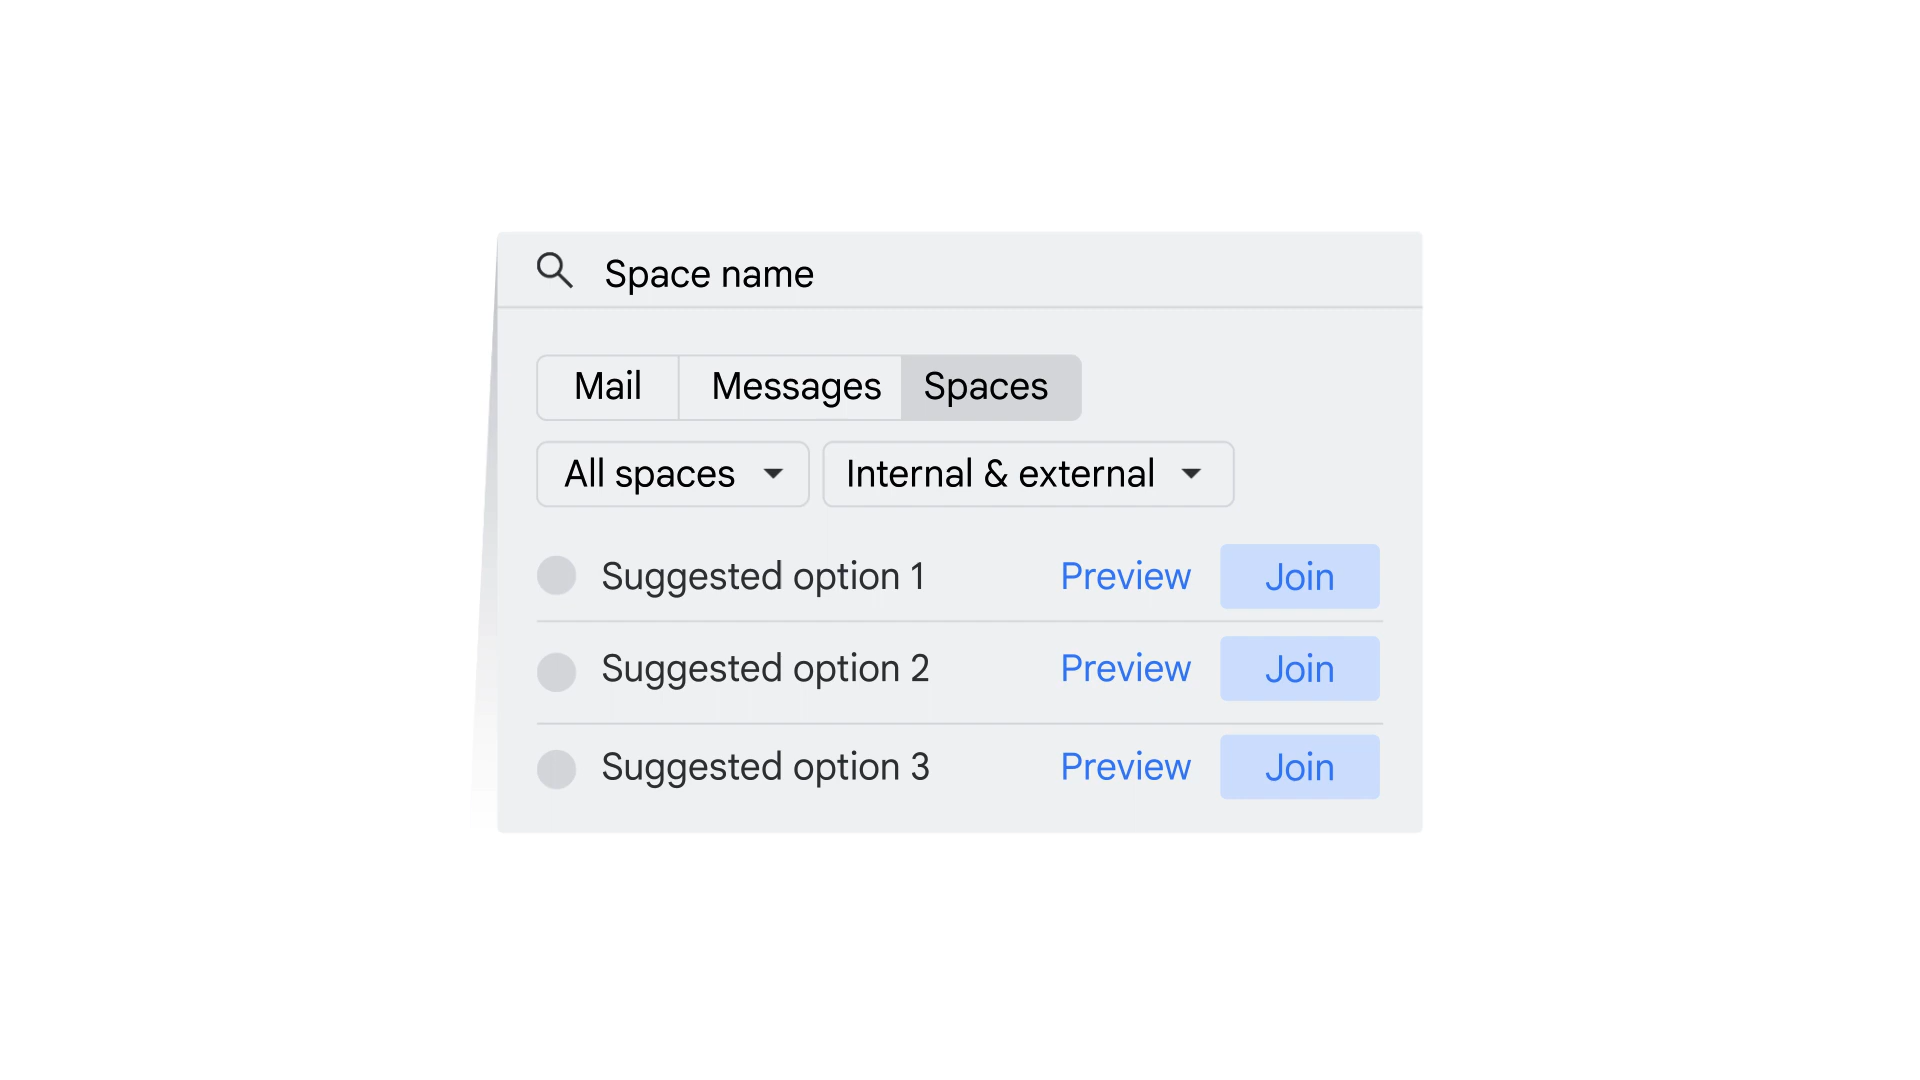 Space name
Mail Messages Spaces
All spaces Internal & external
Suggested option 1 Preview Join
Suggested option 2 Preview Join
Suggested option 3 Preview Join